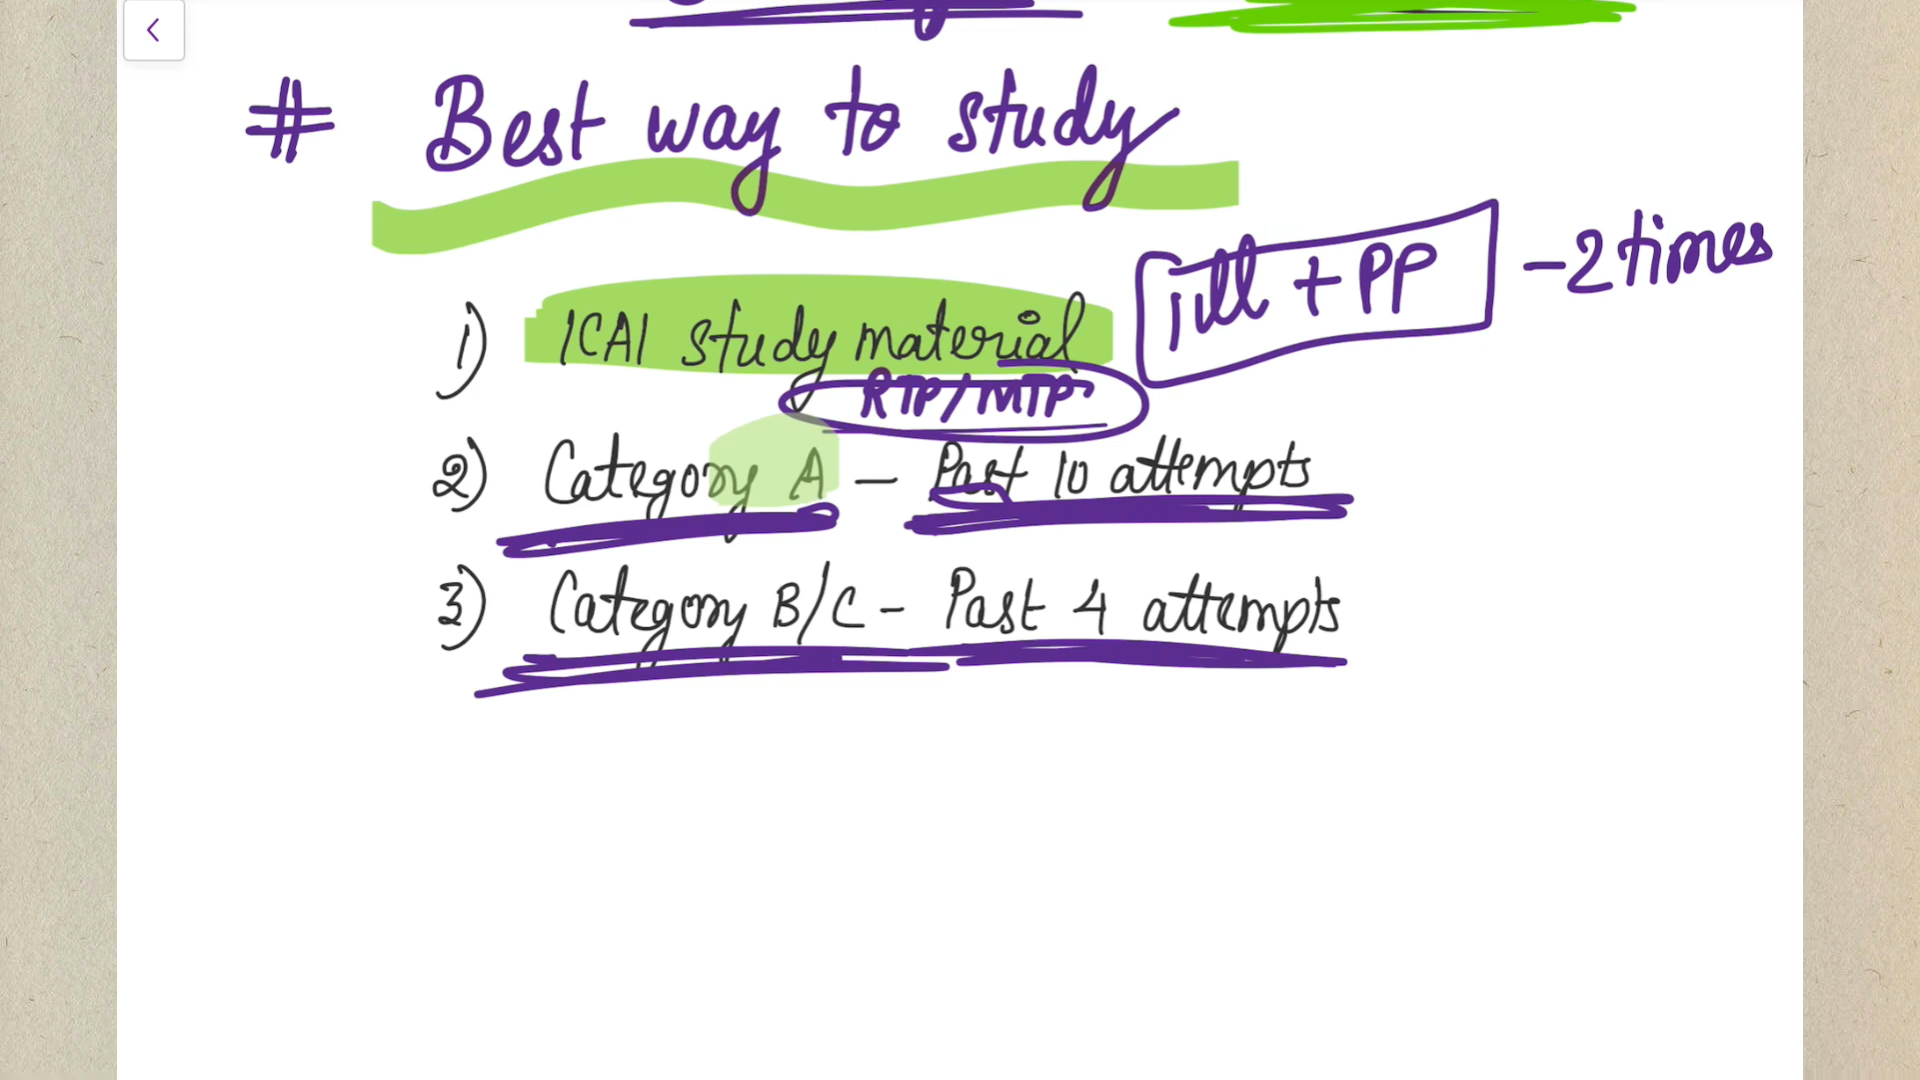 # Best way to study
1) ICAI study material ill + PP - 2 times
RTP/MTP
2) Category A - Past 10 attempts
3) Category B/C - Past 4 attempts